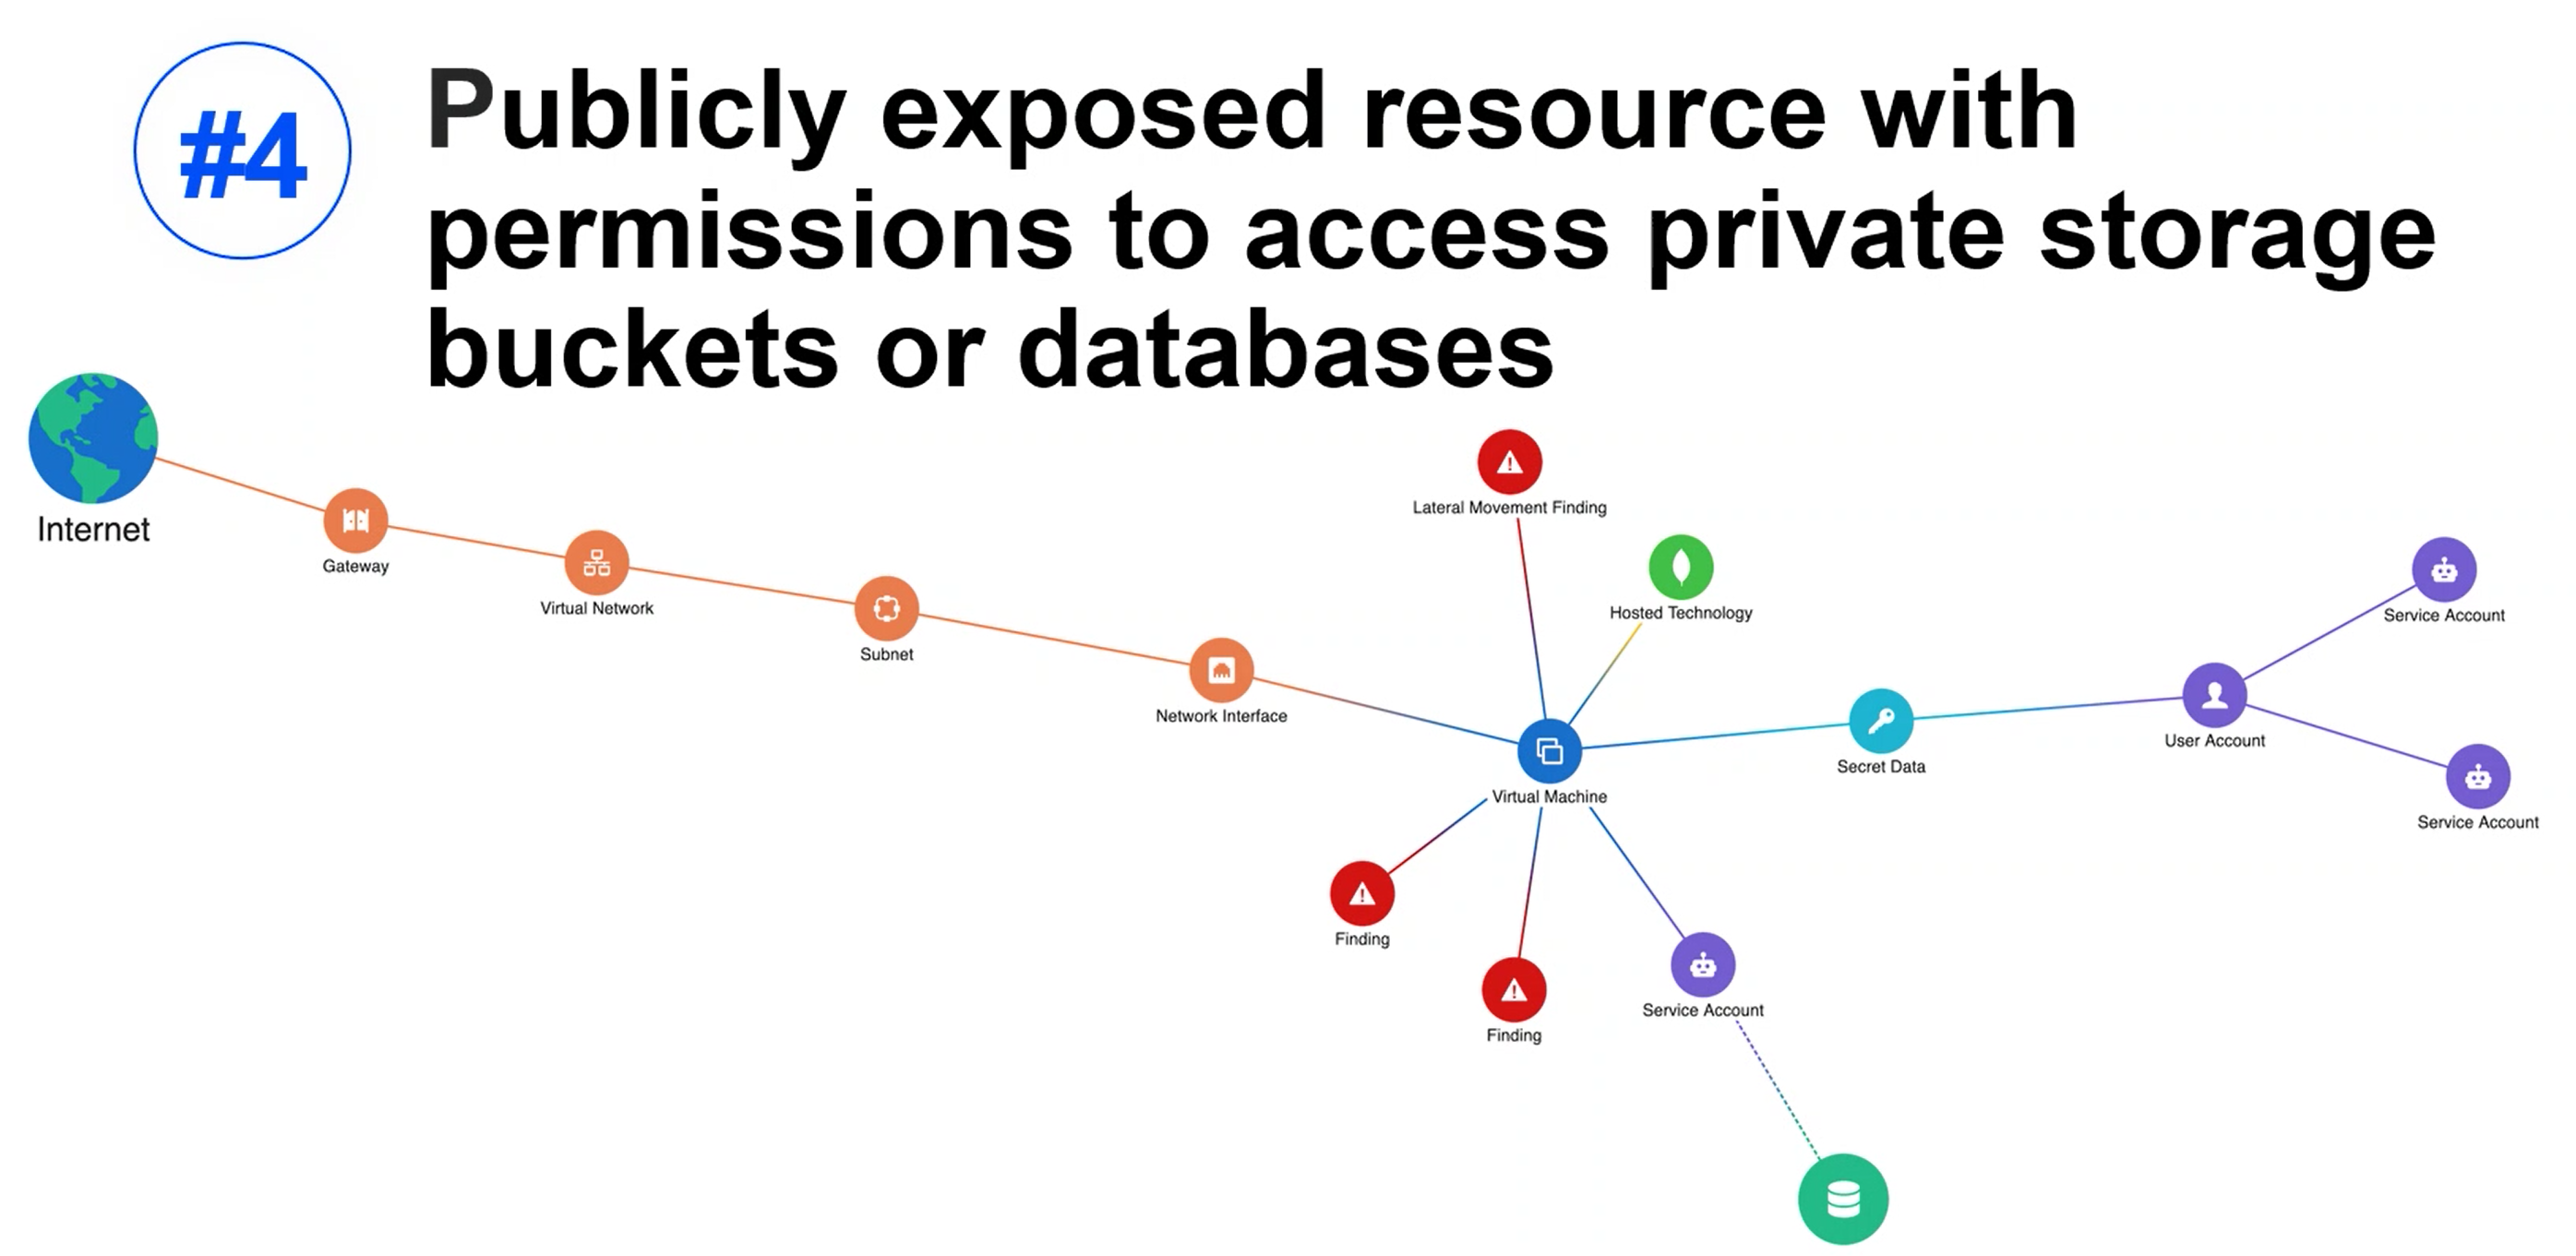 #4
Publicly exposed resource with
permissions to access private storage
buckets or databases
Internet
Gateway
Virtual Network
Subnet
Network Interface
Lateral Movement Finding
Hosted Technology
Virtual Machine
Secret Data
User Account
Service Account
Service Account
Finding
Finding
Service Account